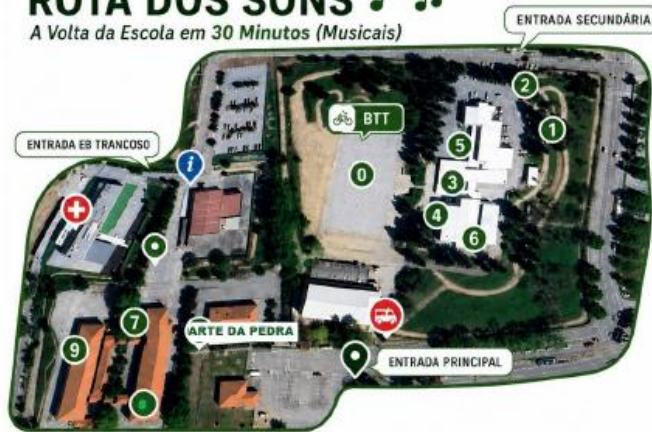 ROTA DOS SONS
A Volta da Escola em 30 Minutos (Musicais)
ENTRADA SECUNDÁRIA
2
BTT
1
ENTRADA EB TRANCOSO
5
i
0
3
4
6
7
ARTE DA PEDRA
9
ENTRADA PRINCIPAL
8